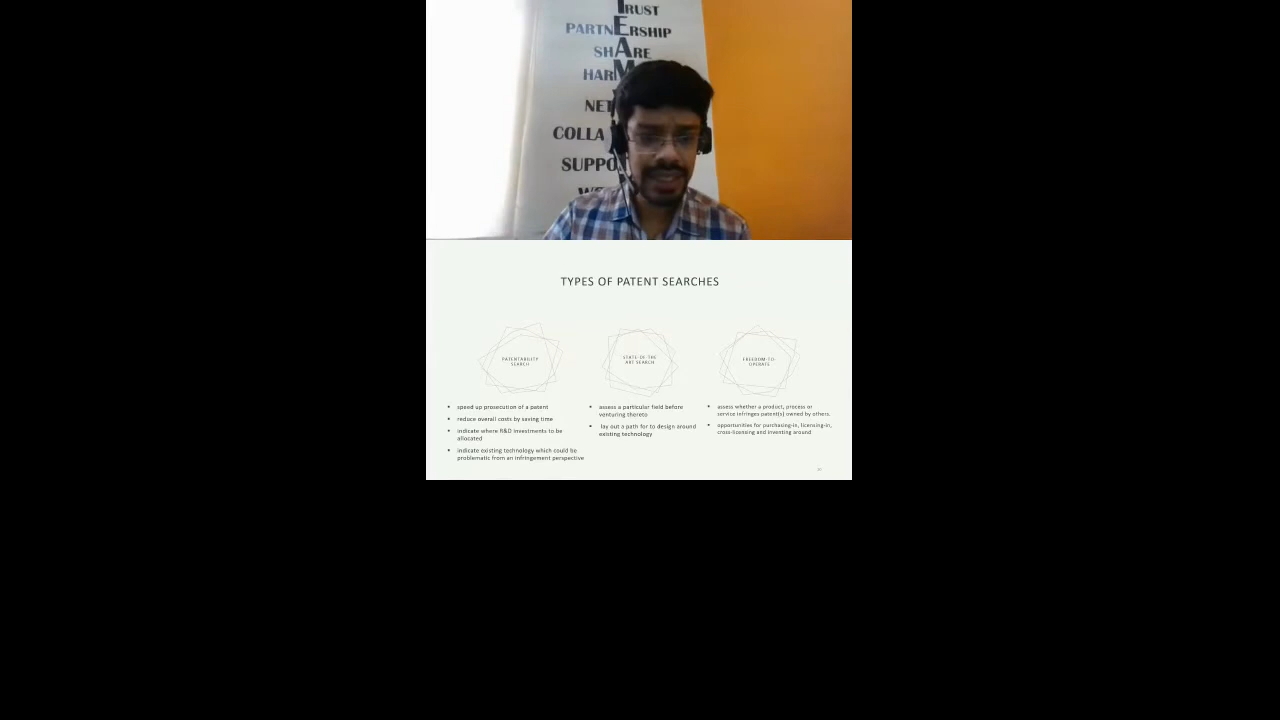 TRUST
PARTNERSHIP
SHARE
HAR
NET
COLLA
SUPPO
TYPES OF PATENT SEARCHES
PATENTABILITY
SEARCH
STATE-OF-THE
ART SEARCH
FREEDOM-TO-
OPERATE
▪ speed up prosecution of a patent
▪ reduce overall costs by saving time
▪ indicate where R&D investments to be
allocated
▪ indicate existing technology which could be
problematic from an infringement perspective
▪ assess a particular field before
venturing thereto
▪ lay out a path for to design around
existing technology
▪ assess whether a product, process or
service infringes patent(s) owned by others.
▪ opportunities for purchasing-in, licensing-in,
cross-licensing and inventing around